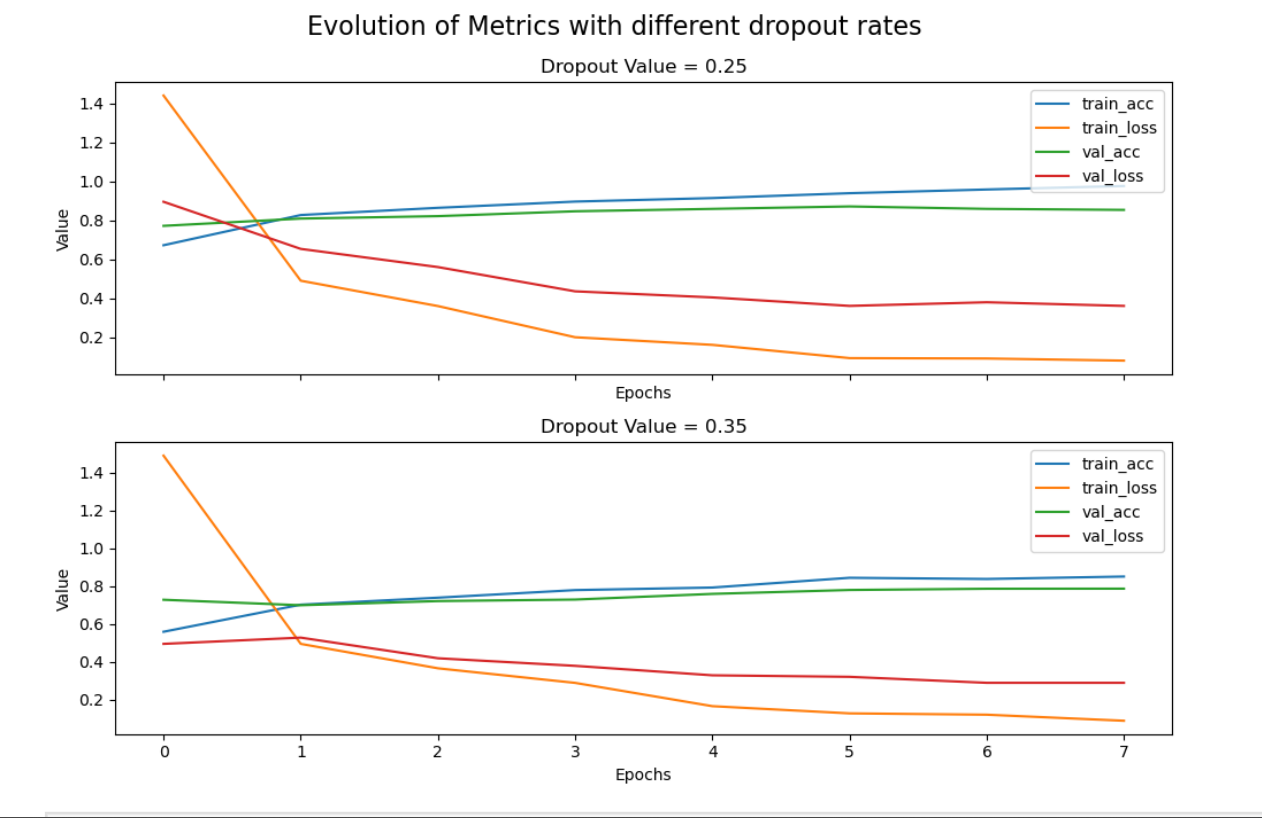 Evolution of Metrics with different dropout rates
Dropout Value = 0.25
1.4
1.2
1.0
0.8
0.6
0.4
0.2
Value
train_acc
train_loss
val_acc
val_loss
Epochs
Dropout Value = 0.35
1.4
1.2
1.0
0.8
0.6
0.4
0.2
Value
train_acc
train_loss
val_acc
val_loss
0 1 2 3 4 5 6 7
Epochs